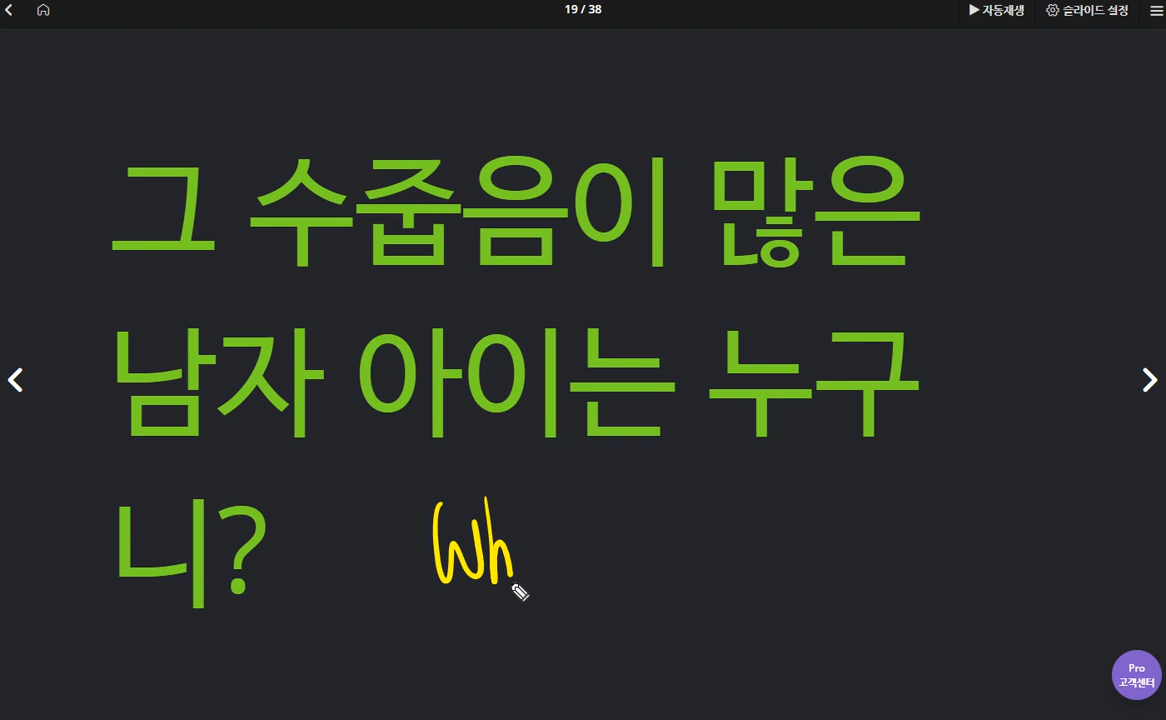 19 / 38
▶ 자동재생
슬라이드 설정
그 수줍음이 많은
남자 아이는 누구
니?
Wh
Pro
고객센터